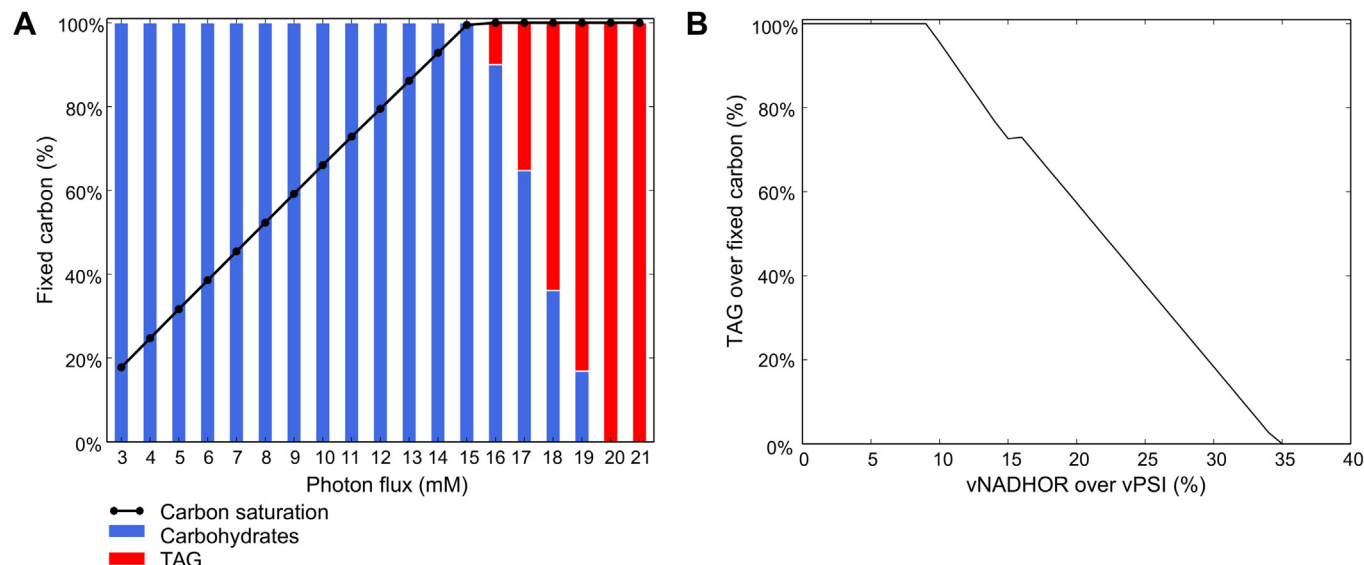 A
Fixed carbon (%)
100%
80%
60%
40%
20%
0%
3 4 5 6 7 8 9 10 11 12 13 14 15 16 17 18 19 20 21
Photon flux (mM)
Carbon saturation
Carbohydrates
TAG
B
TAG over fixed carbon (%)
100%
80%
60%
40%
20%
0%
0 5 10 15 20 25 30 35 40
vNADHOR over vPSI (%)